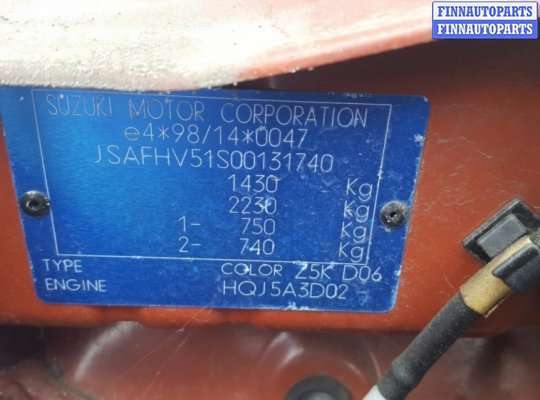 FINNAUTOPARTS
FINNAUTOPARTS
SUZUKI MOTOR CORPORATION
e4*98/14*0047
JSAFHV51S00131740
1430 Kg
2230 Kg
1- 750 Kg
2- 740 Kg
TYPE COLOR Z5K D06
ENGINE HQJ5A3D02